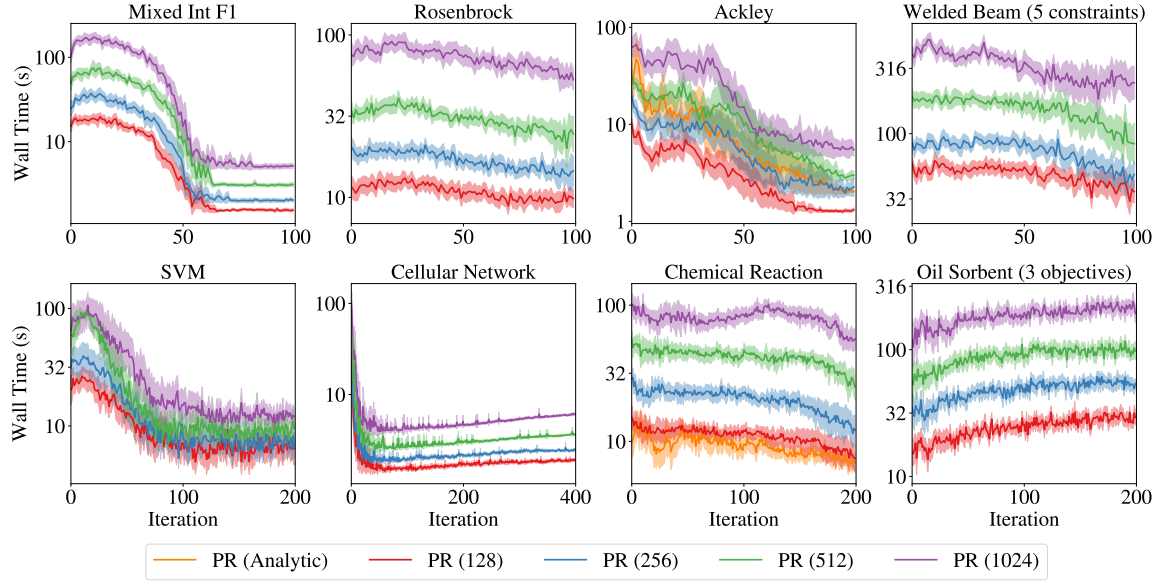 Mixed Int F1
Rosenbrock
Ackley
Welded Beam (5 constraints)
Wall Time (s)
100
10
0 50 100
100
32
10
0 25 50 75 100
100
10
1
0 50 100
316
100
32
0 25 50 75 100
SVM
Cellular Network
Chemical Reaction
Oil Sorbent (3 objectives)
Wall Time (s)
100
32
10
0 100 200
Iteration
100
10
0 200 400
Iteration
100
32
10
0 100 200
Iteration
316
100
32
10
0 100 200
Iteration
PR (Analytic) PR (128) PR (256) PR (512) PR (1024)